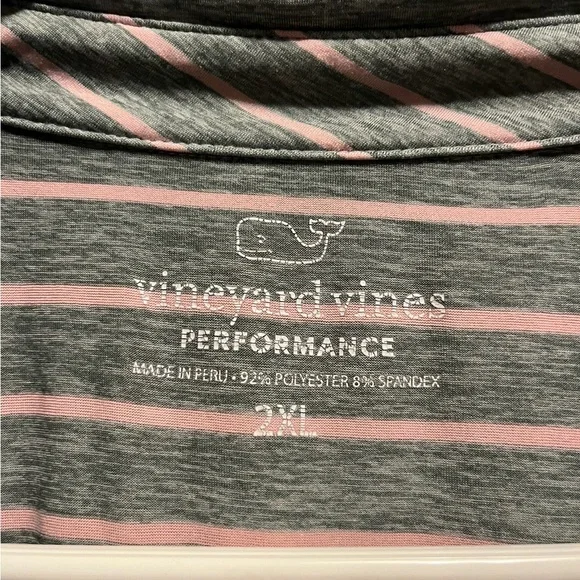 vineyard vines
PERFORMANCE
MADE IN PERU • 92% POLYESTER 8% SPANDEX
2XL